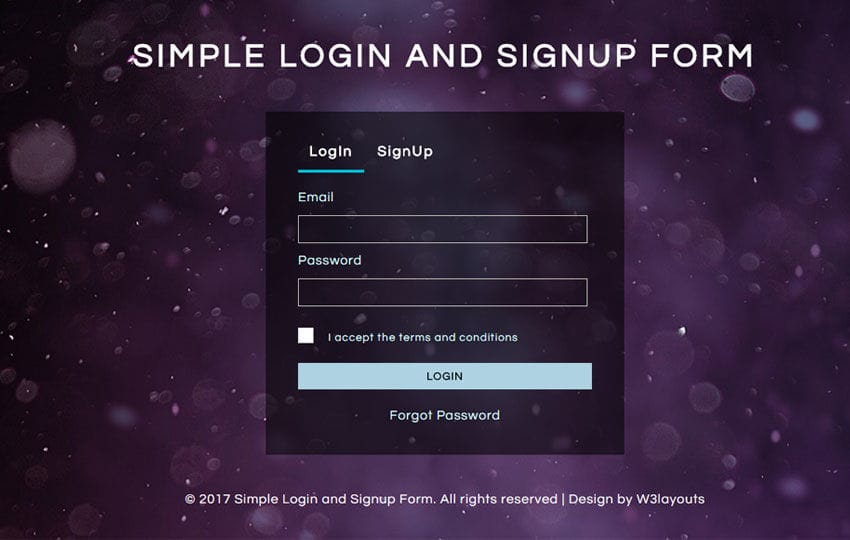 SIMPLE LOGIN AND SIGNUP FORM
LogIn SignUp
Email
Password
I accept the terms and conditions
LOGIN
Forgot Password
© 2017 Simple Login and Signup Form. All rights reserved | Design by W3layouts